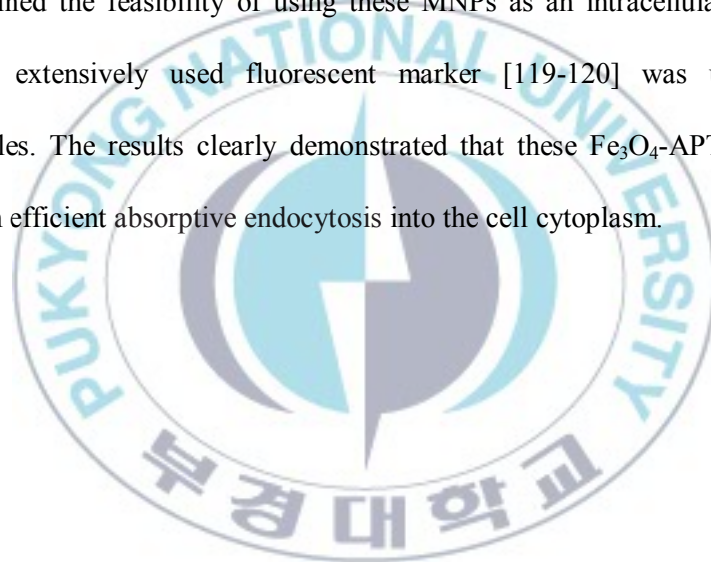 the feasibility of using these MNPs as an intracellula
extensively used fluorescent marker [119-120] was
The results clearly demonstrated that these Fe₃O₄-APT
efficient absorptive endocytosis into the cell cytoplasm.
PUKYONG NATIONAL UNIVERSITY
부경대학교